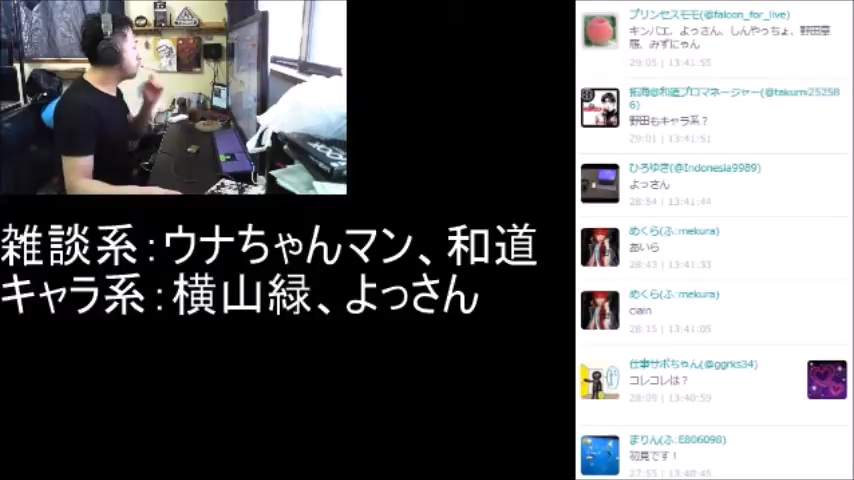 雑談系：ウナちゃんマン、和道
キャラ系：横山緑、よっさん
プリンセスモモ(@falcon_for_live)
キンバエ、よっさん、しんやっちょ、野田草履、みずにゃん
29:05 | 13:41:55
拓海@和道プロマネージャー(@takumi252586)
野田もキャラ系？
29:01 | 13:41:51
ひろゆき(@Indonesia9989)
よっさん
28:54 | 13:41:44
めくら(ふ:mekura)
あいら
28:43 | 13:41:33
めくら(ふ:mekura)
28:15 | 13:41:05
仕事サボちゃん(@ggrks34)
コレコレは？
28:09 | 13:40:59
まりん(ふ:E806098)
初見です！
27:55 | 13:40:45